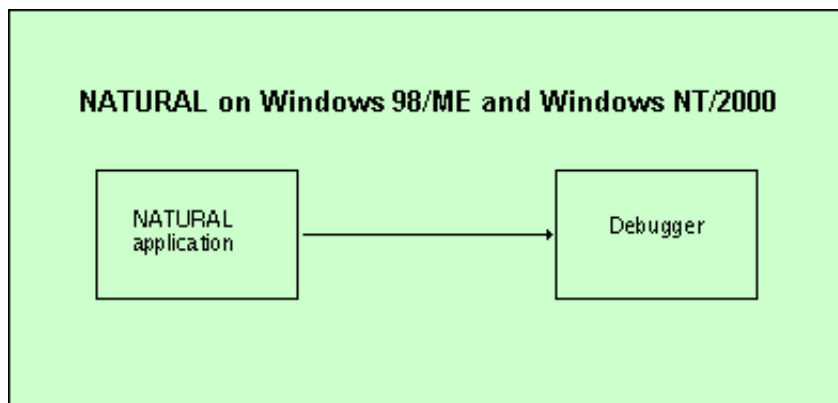 NATURAL on Windows 98/ME and Windows NT/2000
NATURAL
application
Debugger